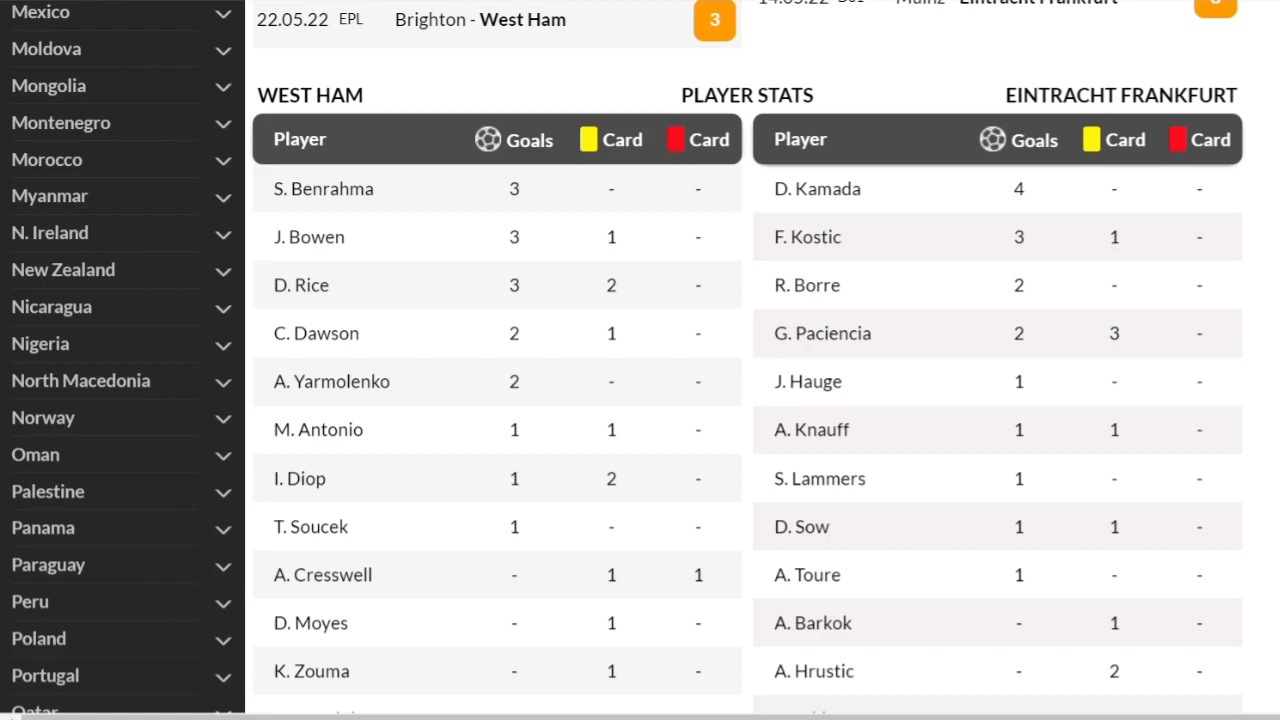 Mexico
Moldova
Mongolia
Montenegro
Morocco
Myanmar
N. Ireland
New Zealand
Nicaragua
Nigeria
North Macedonia
Norway
Oman
Palestine
Panama
Paraguay
Peru
Poland
Portugal
Qatar
22.05.22 EPL Brighton - West Ham 3
Eintracht Frankfurt
WEST HAM PLAYER STATS EINTRACHT FRANKFURT
Player Goals Card Card
S. Benrahma 3 - -
J. Bowen 3 1 -
D. Rice 3 2 -
C. Dawson 2 1 -
A. Yarmolenko 2 - -
M. Antonio 1 1 -
I. Diop 1 2 -
T. Soucek 1 - -
A. Cresswell - 1 1
D. Moyes - 1 -
K. Zouma - 1 -
Player Goals Card Card
D. Kamada 4 - -
F. Kostic 3 1 -
R. Borre 2 - -
G. Paciencia 2 3 -
J. Hauge 1 - -
A. Knauff 1 1 -
S. Lammers 1 - -
D. Sow 1 1 -
A. Toure 1 - -
A. Barkok - 1 -
A. Hrustic - 2 -